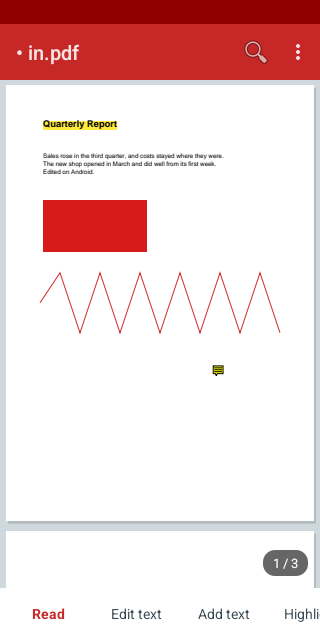 • in.pdf
Quarterly Report
Sales rose in the third quarter, and costs stayed where they were.
The new shop opened in March and did well from its first week.
Edited on Android.
1 / 3
Read
Edit text
Add text
Highli